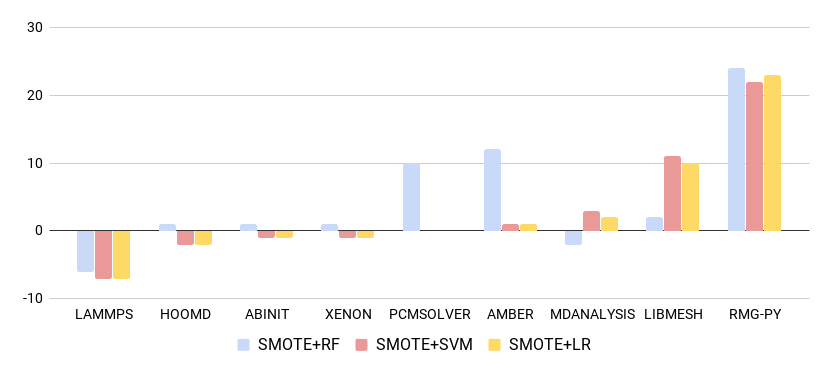 30
20
10
0
-10
LAMMPS HOOMD ABINIT XENON PCMSOLVER AMBER MDANALYSIS LIBMESH RMG-PY
SMOTE+RF SMOTE+SVM SMOTE+LR